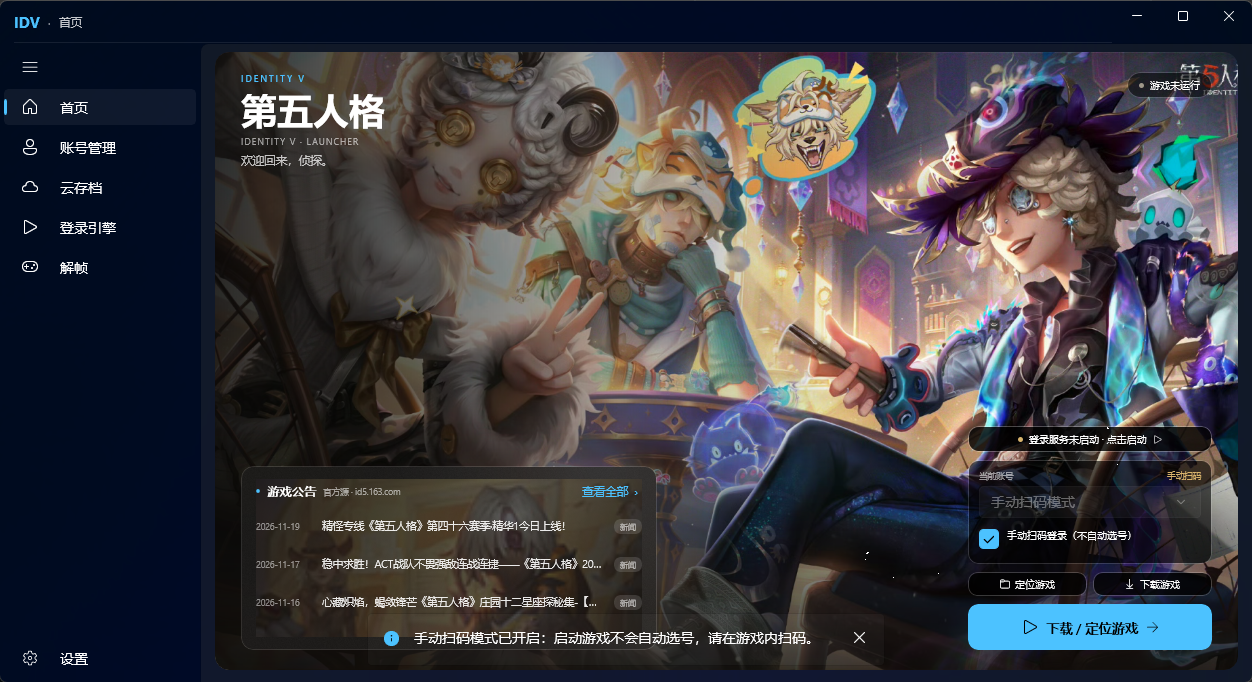 IDV · 首页
首页
账号管理
云存档
登录引擎
解帧
设置
IDENTITY V
第五人格
IDENTITY V · LAUNCHER
欢迎回来，侦探。
第5人格
游戏未运行
游戏公告 官方源 · id5.163.com 查看全部 ›
2026-11-19 精怪专线《第五人格》第四十六赛季·精华1今日上线！ 新闻
2026-11-17 稳中求胜！ACT战队不畏强敌连战连捷——《第五人格》20... 新闻
2026-11-16 心藏炽焰，蝎敛锋芒《第五人格》庄园十二星座探秘集-【... 新闻
手动扫码模式已开启：启动游戏不会自动选号，请在游戏内扫码。
登录服务未启动 · 点击启动
当前账号 手动扫码
手动扫码模式
手动扫码登录（不自动选号）
定位游戏 下载游戏
下载 / 定位游戏